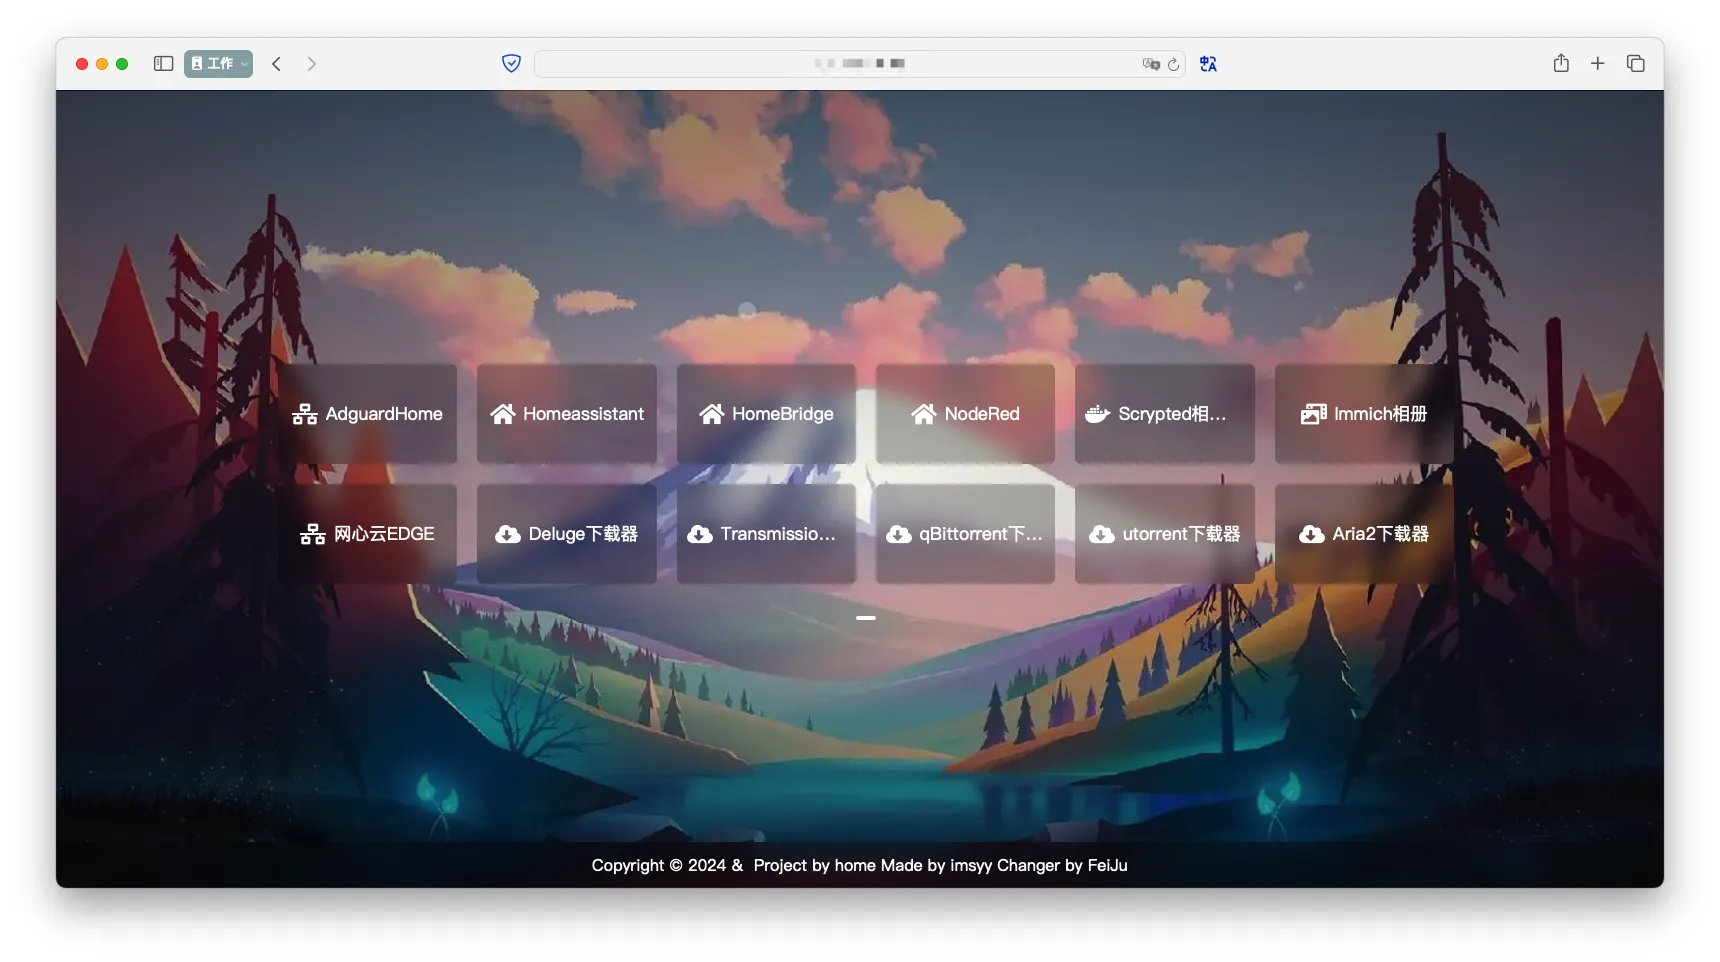 工作
AdguardHome
Homeassistant
HomeBridge
NodeRed
Scrypted相...
Immich相册
网心云EDGE
Deluge下载器
Transmissio...
qBittorrent下...
utorrent下载器
Aria2下载器
Copyright © 2024 & Project by home Made by imsyy Changer by FeiJu